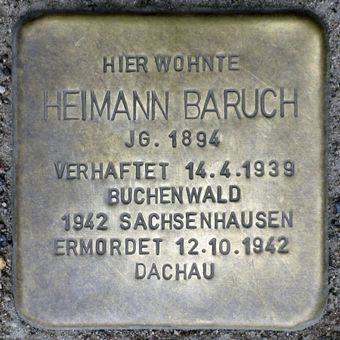 HIER WOHNTE
HEIMANN BARUCH
JG. 1894
VERHAFTET 14.4.1939
BUCHENWALD
1942 SACHSENHAUSEN
ERMORDET 12.10.1942
DACHAU